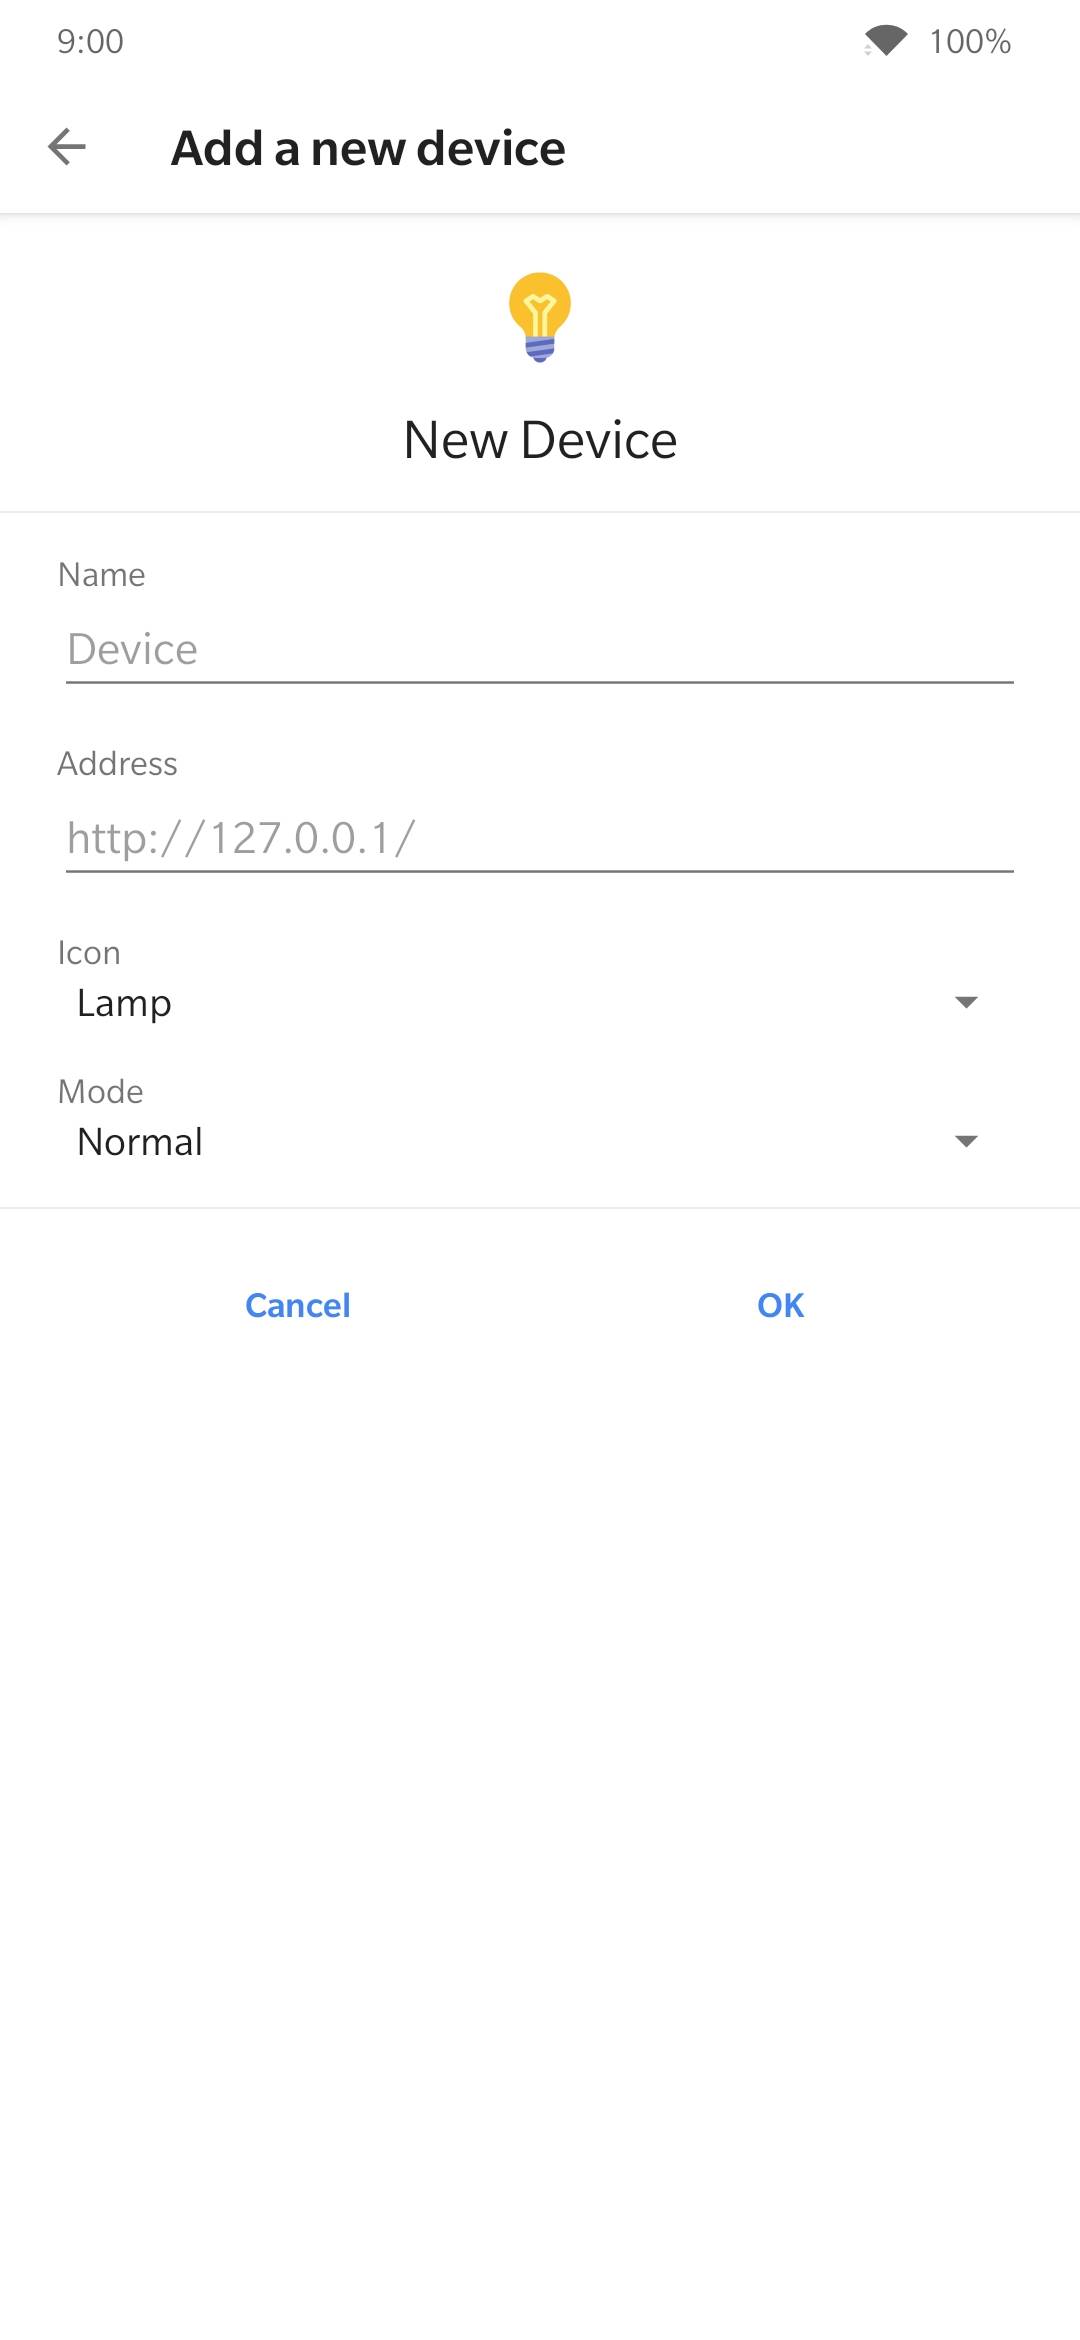 9:00
100%
Add a new device
New Device
Name
Device
Address
http://127.0.0.1/
Icon
Lamp
Mode
Normal
Cancel
OK